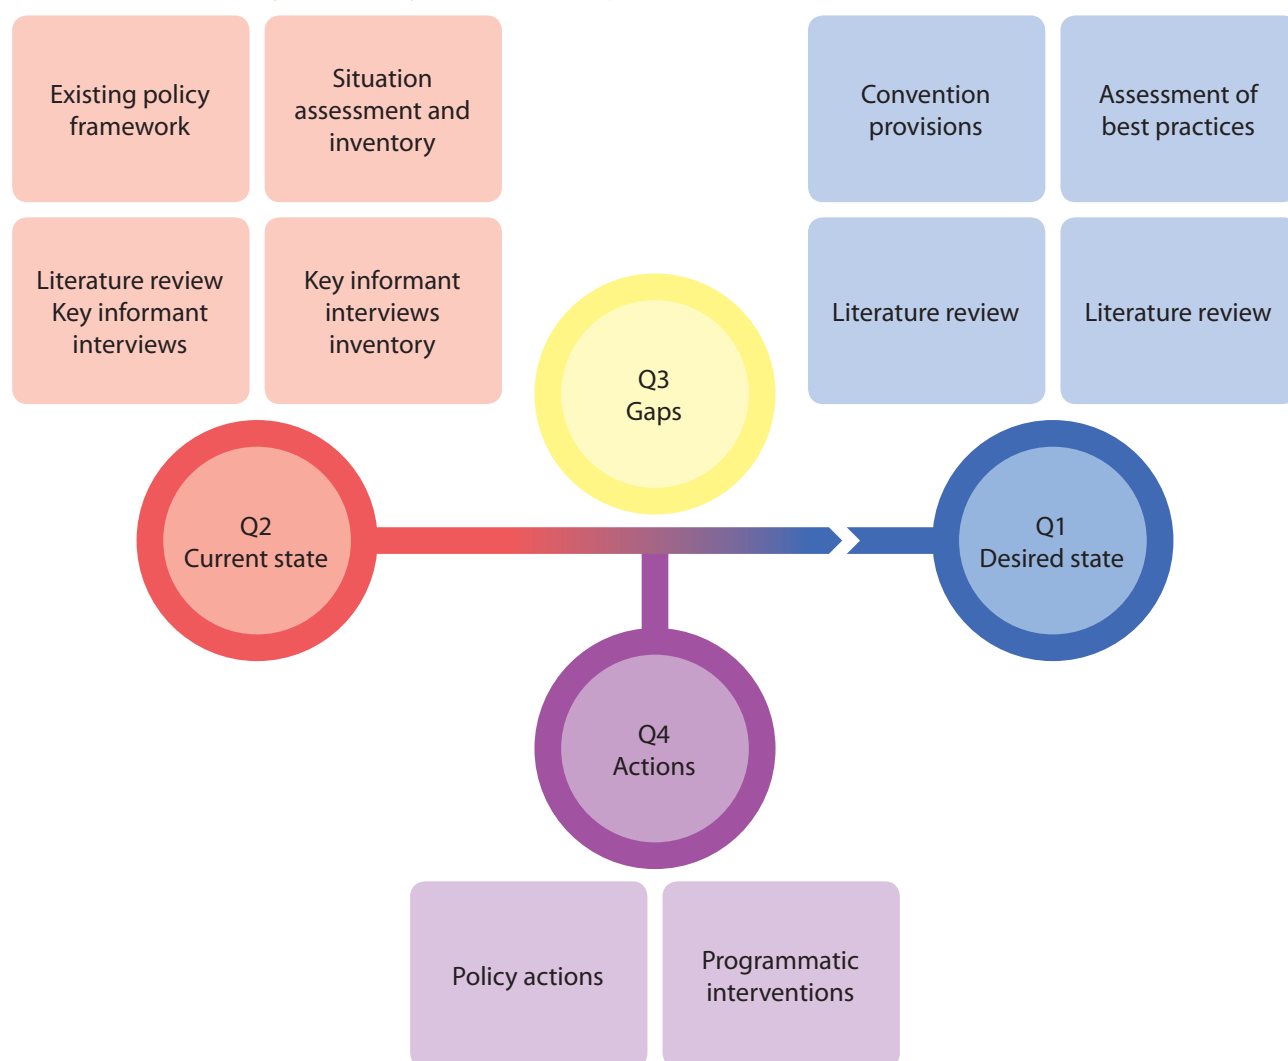 Existing policy
framework
Situation
assessment and
inventory
Convention
provisions
Assessment of
best practices
Literature review
Key informant
interviews
Key informant
interviews
inventory
Literature review
Literature review
Q3
Gaps
Q2
Current state
Q1
Desired state
Q4
Actions
Policy actions
Programmatic
interventions